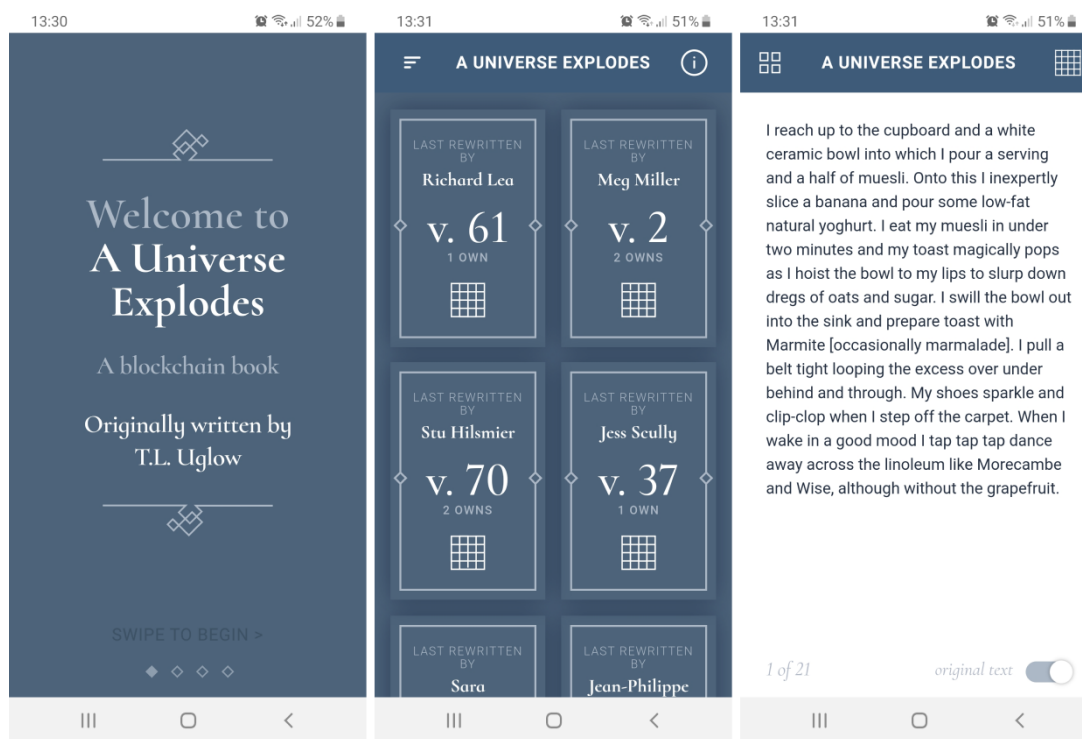 13:30
52%
Welcome to
A Universe
Explodes
A blockchain book
Originally written by
T.L. Uglow
SWIPE TO BEGIN >
13:31
51%
A UNIVERSE EXPLODES
LAST REWRITTEN
BY
Richard Lea
v. 61
1 OWN
LAST REWRITTEN
BY
Meg Miller
v. 2
2 OWNS
LAST REWRITTEN
BY
Stu Hilsmier
v. 70
2 OWNS
LAST REWRITTEN
BY
Jess Scully
v. 37
1 OWN
LAST REWRITTEN
BY
Sara
LAST REWRITTEN
BY
Jean-Philippe
13:31
51%
A UNIVERSE EXPLODES
I reach up to the cupboard and a white
ceramic bowl into which I pour a serving
and a half of muesli. Onto this I inexpertly
slice a banana and pour some low-fat
natural yoghurt. I eat my muesli in under
two minutes and my toast magically pops
as I hoist the bowl to my lips to slurp down
dregs of oats and sugar. I swill the bowl out
into the sink and prepare toast with
Marmite [occasionally marmalade]. I pull a
belt tight looping the excess over under
behind and through. My shoes sparkle and
clip-clop when I step off the carpet. When I
wake in a good mood I tap tap tap dance
away across the linoleum like Morecambe
and Wise, although without the grapefruit.
1 of 21
original text